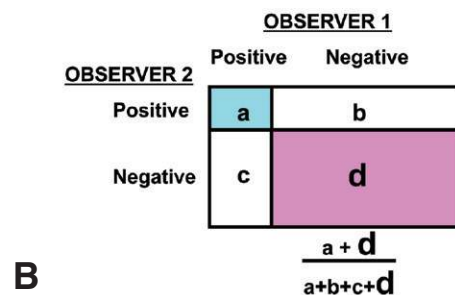 OBSERVER 1
Positive Negative
OBSERVER 2
Positive a b
Negative c d
a + d
a+b+c+d
B